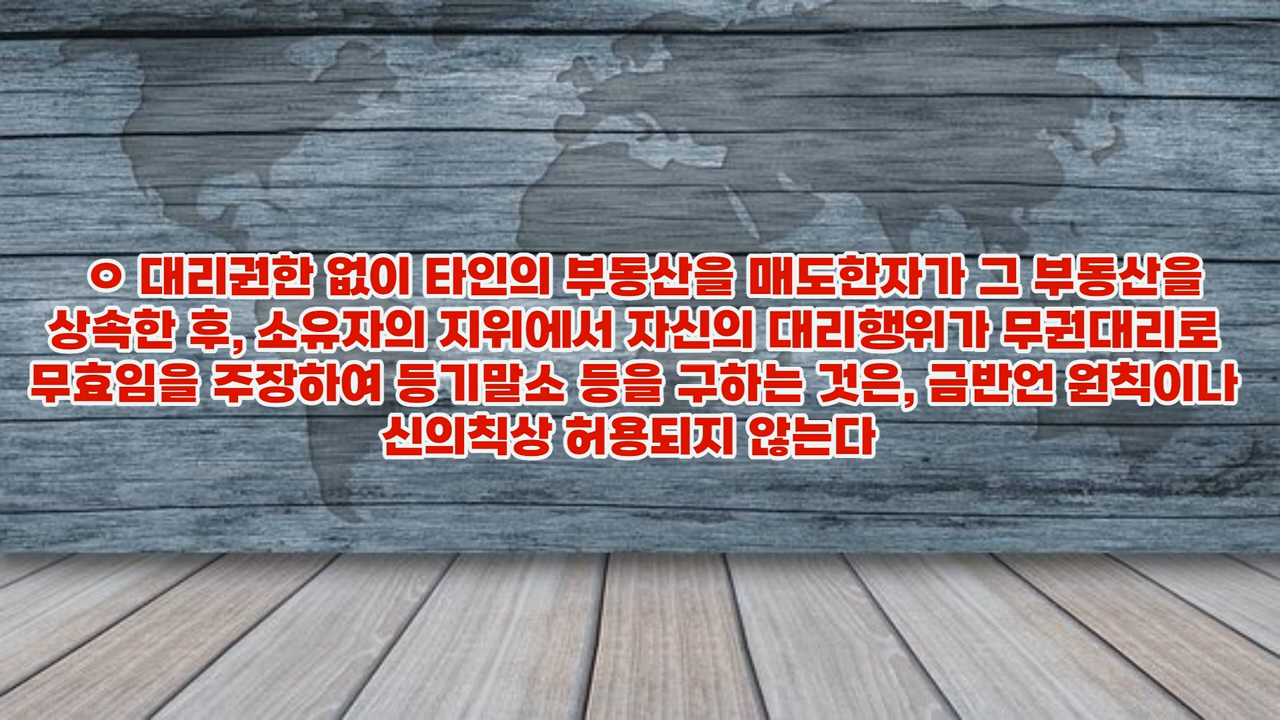 ㅇ 대리권한 없이 타인의 부동산을 매도한자가 그 부동산을
상속한 후, 소유자의 지위에서 자신의 대리행위가 무권대리로
무효임을 주장하여 등기말소 등을 구하는 것은, 금반언 원칙이나
신의칙상 허용되지 않는다